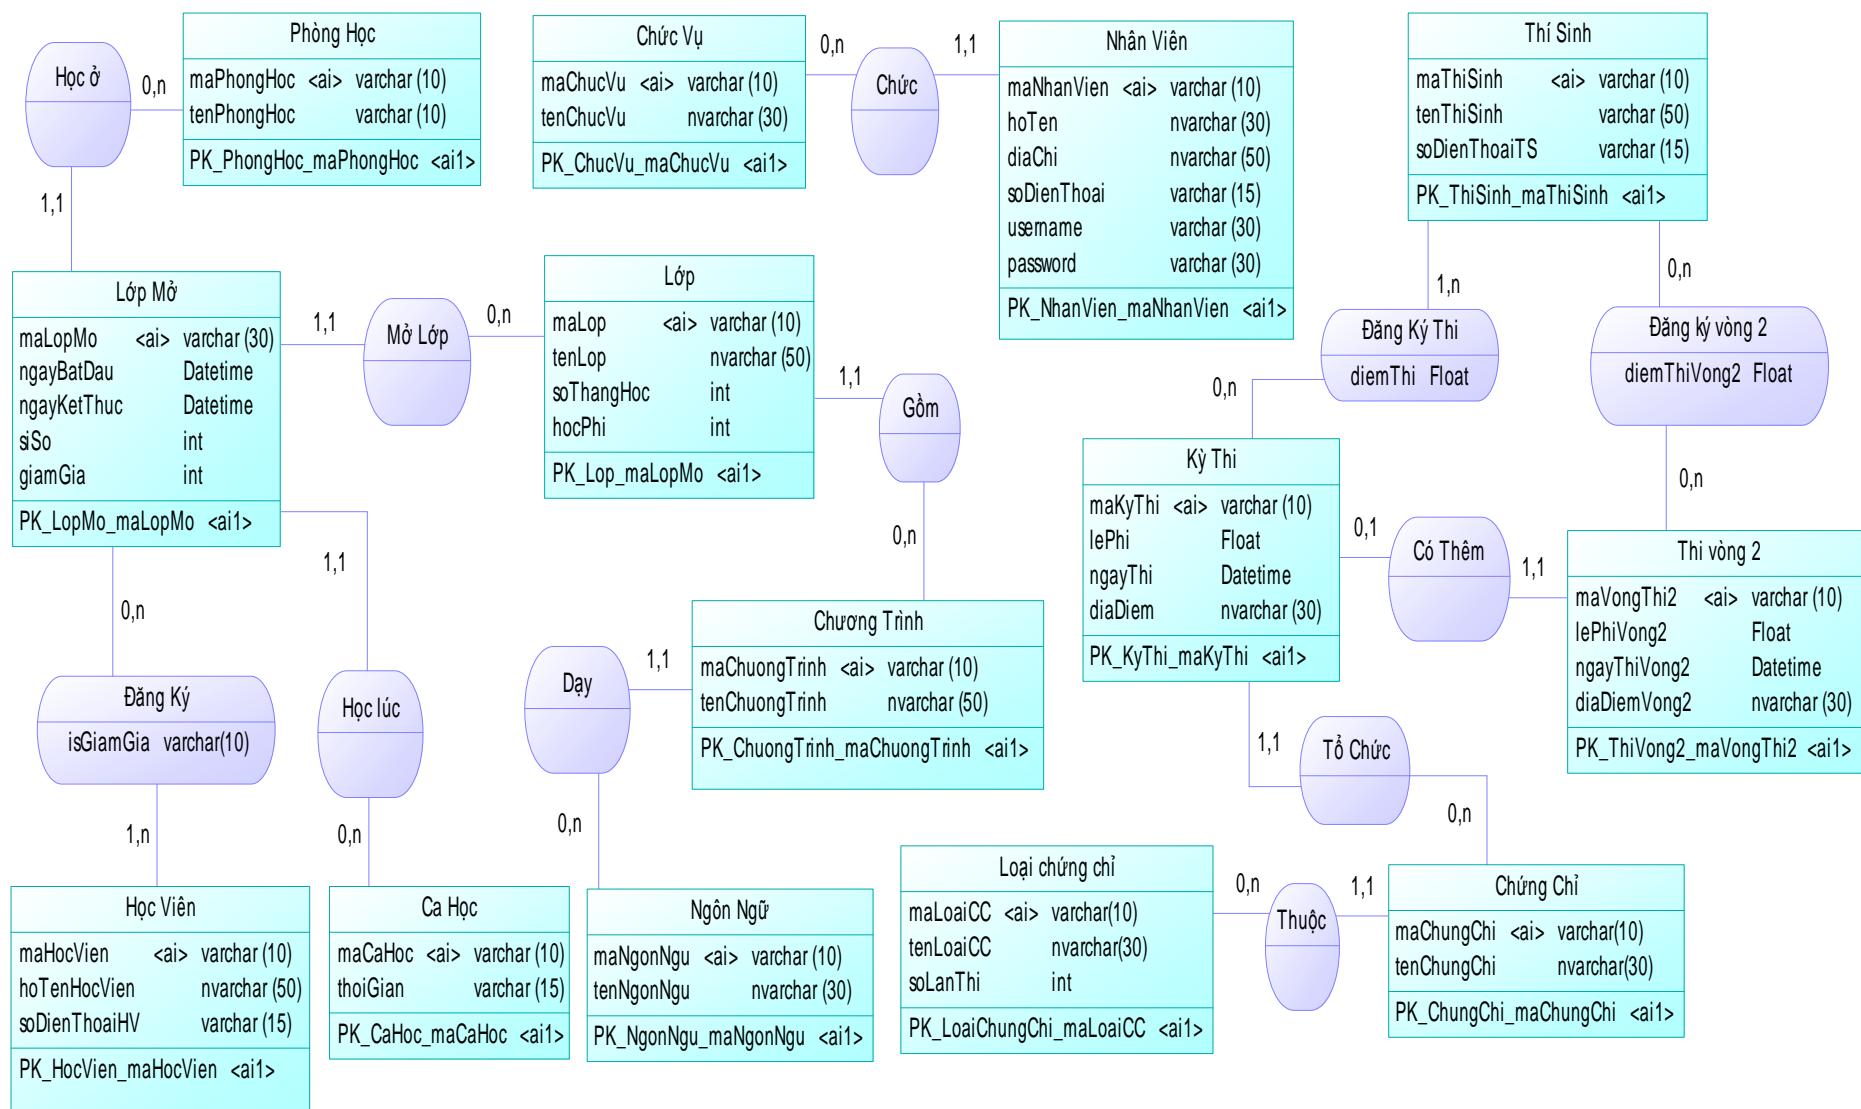 Học ở
0,n
1,1
Phòng Học
maPhongHoc <ai> varchar (10)
tenPhongHoc varchar (10)
PK_PhongHoc_maPhongHoc <ai1>
Chức Vụ
maChucVu <ai> varchar (10)
tenChucVu nvarchar (30)
PK_ChucVu_maChucVu <ai1>
0,n
Chức
1,1
Nhân Viên
maNhanVien <ai> varchar (10)
hoTen nvarchar (30)
diaChi nvarchar (50)
soDienThoai varchar (15)
username varchar (30)
password varchar (30)
PK_NhanVien_maNhanVien <ai1>
Thí Sinh
maThiSinh <ai> varchar (10)
tenThiSinh varchar (50)
soDienThoaiTS varchar (15)
PK_ThiSinh_maThiSinh <ai1>
1,n
0,n
Lớp Mở
maLopMo <ai> varchar (30)
ngayBatDau Datetime
ngayKetThuc Datetime
siSo int
giamGia int
PK_LopMo_maLopMo <ai1>
1,1
Mở Lớp
0,n
Lớp
maLop <ai> varchar (10)
tenLop nvarchar (50)
soThangHoc int
hocPhi int
PK_Lop_maLopMo <ai1>
1,1
Gồm
0,n
Đăng Ký Thi
diemThi Float
0,n
Đăng ký vòng 2
diemThiVong2 Float
0,n
Kỳ Thi
maKyThi <ai> varchar (10)
lePhi Float
ngayThi Datetime
diaDiem nvarchar (30)
PK_KyThi_maKyThi <ai1>
0,1
Có Thêm
1,1
Thi vòng 2
maVongThi2 <ai> varchar (10)
lePhiVong2 Float
ngayThiVong2 Datetime
diaDiemVong2 nvarchar (30)
PK_ThiVong2_maVongThi2 <ai1>
0,n
1,1
Đăng Ký
isGiamGia varchar(10)
1,n
Học lúc
0,n
Dạy
1,1
0,n
Chương Trình
maChuongTrinh <ai> varchar (10)
tenChuongTrinh nvarchar (50)
PK_ChuongTrinh_maChuongTrinh <ai1>
1,1
Tổ Chức
0,n
Học Viên
maHocVien <ai> varchar (10)
hoTenHocVien nvarchar (50)
soDienThoaiHV varchar (15)
PK_HocVien_maHocVien <ai1>
Ca Học
maCaHoc <ai> varchar (10)
thoiGian varchar (15)
PK_CaHoc_maCaHoc <ai1>
Ngôn Ngữ
maNgonNgu <ai> varchar (10)
tenNgonNgu nvarchar (30)
PK_NgonNgu_maNgonNgu <ai1>
Loại chứng chỉ
maLoaiCC <ai> varchar(10)
tenLoaiCC nvarchar(30)
soLanThi int
PK_LoaiChungChi_maLoaiCC <ai1>
0,n
Thuộc
1,1
Chứng Chỉ
maChungChi <ai> varchar(10)
tenChungChi nvarchar(30)
PK_ChungChi_maChungChi <ai1>